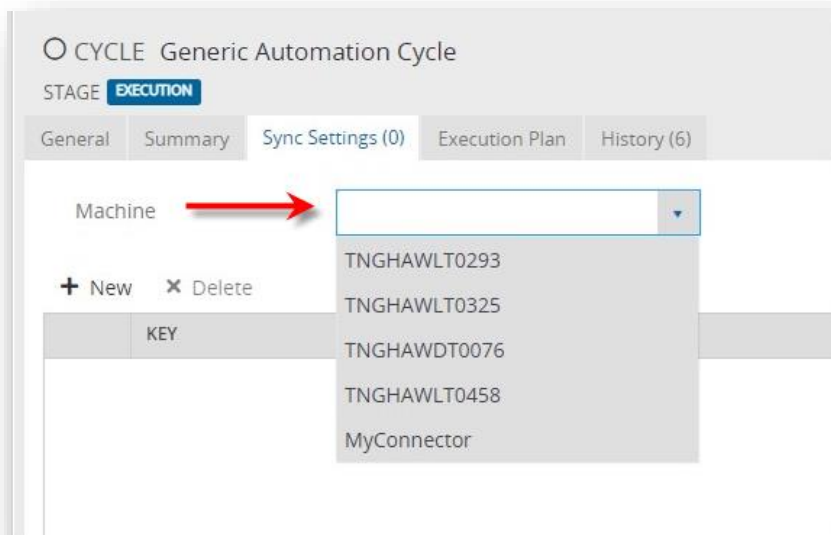 CYCLE Generic Automation Cycle
STAGE EXECUTION
General Summary Sync Settings (0) Execution Plan History (6)
Machine
TNGHAWLT0293
New Delete
TNGHAWLT0325
KEY
TNGHAWDT0076
TNGHAWLT0458
MyConnector